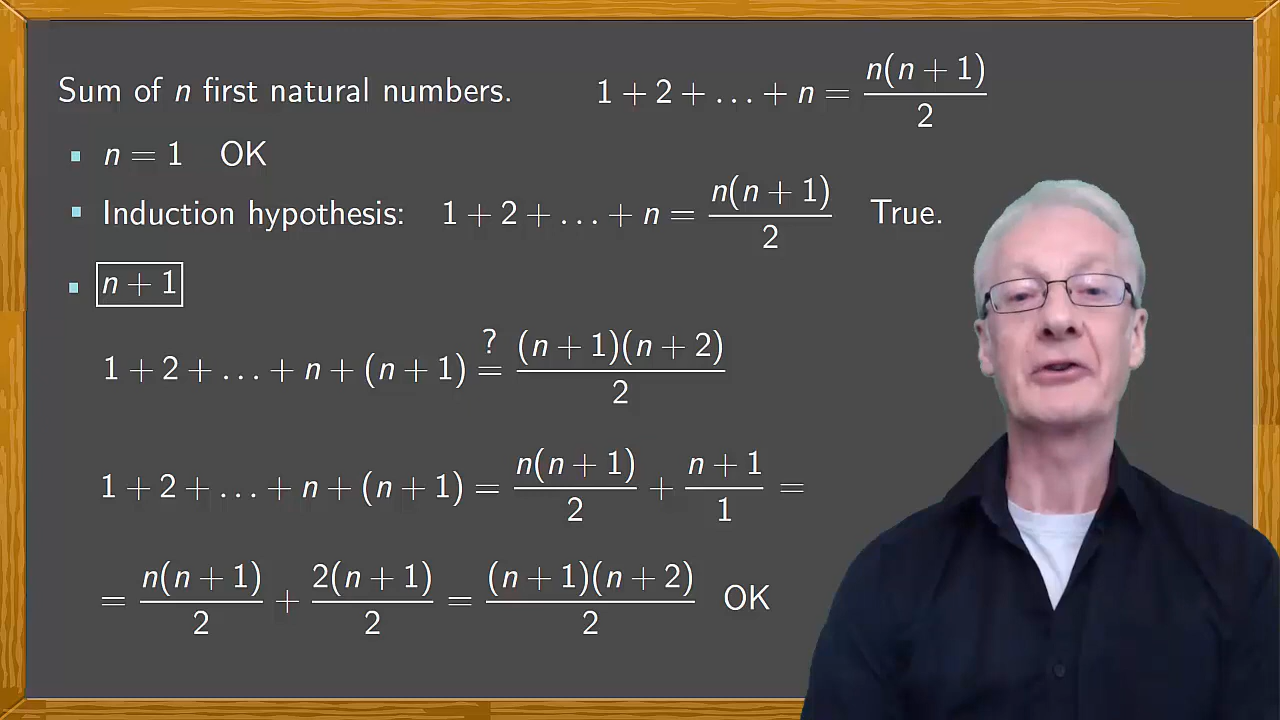 Sum of n first natural numbers. 1 + 2 + … + n = n(n + 1)/2
▪ n = 1 OK
▪ Induction hypothesis: 1 + 2 + … + n = n(n + 1)/2 True.
▪ n + 1
1 + 2 + … + n + (n + 1) ?= (n + 1)(n + 2)/2
1 + 2 + … + n + (n + 1) = n(n + 1)/2 + n + 1/1 =
= n(n + 1)/2 + 2(n + 1)/2 = (n + 1)(n + 2)/2 OK